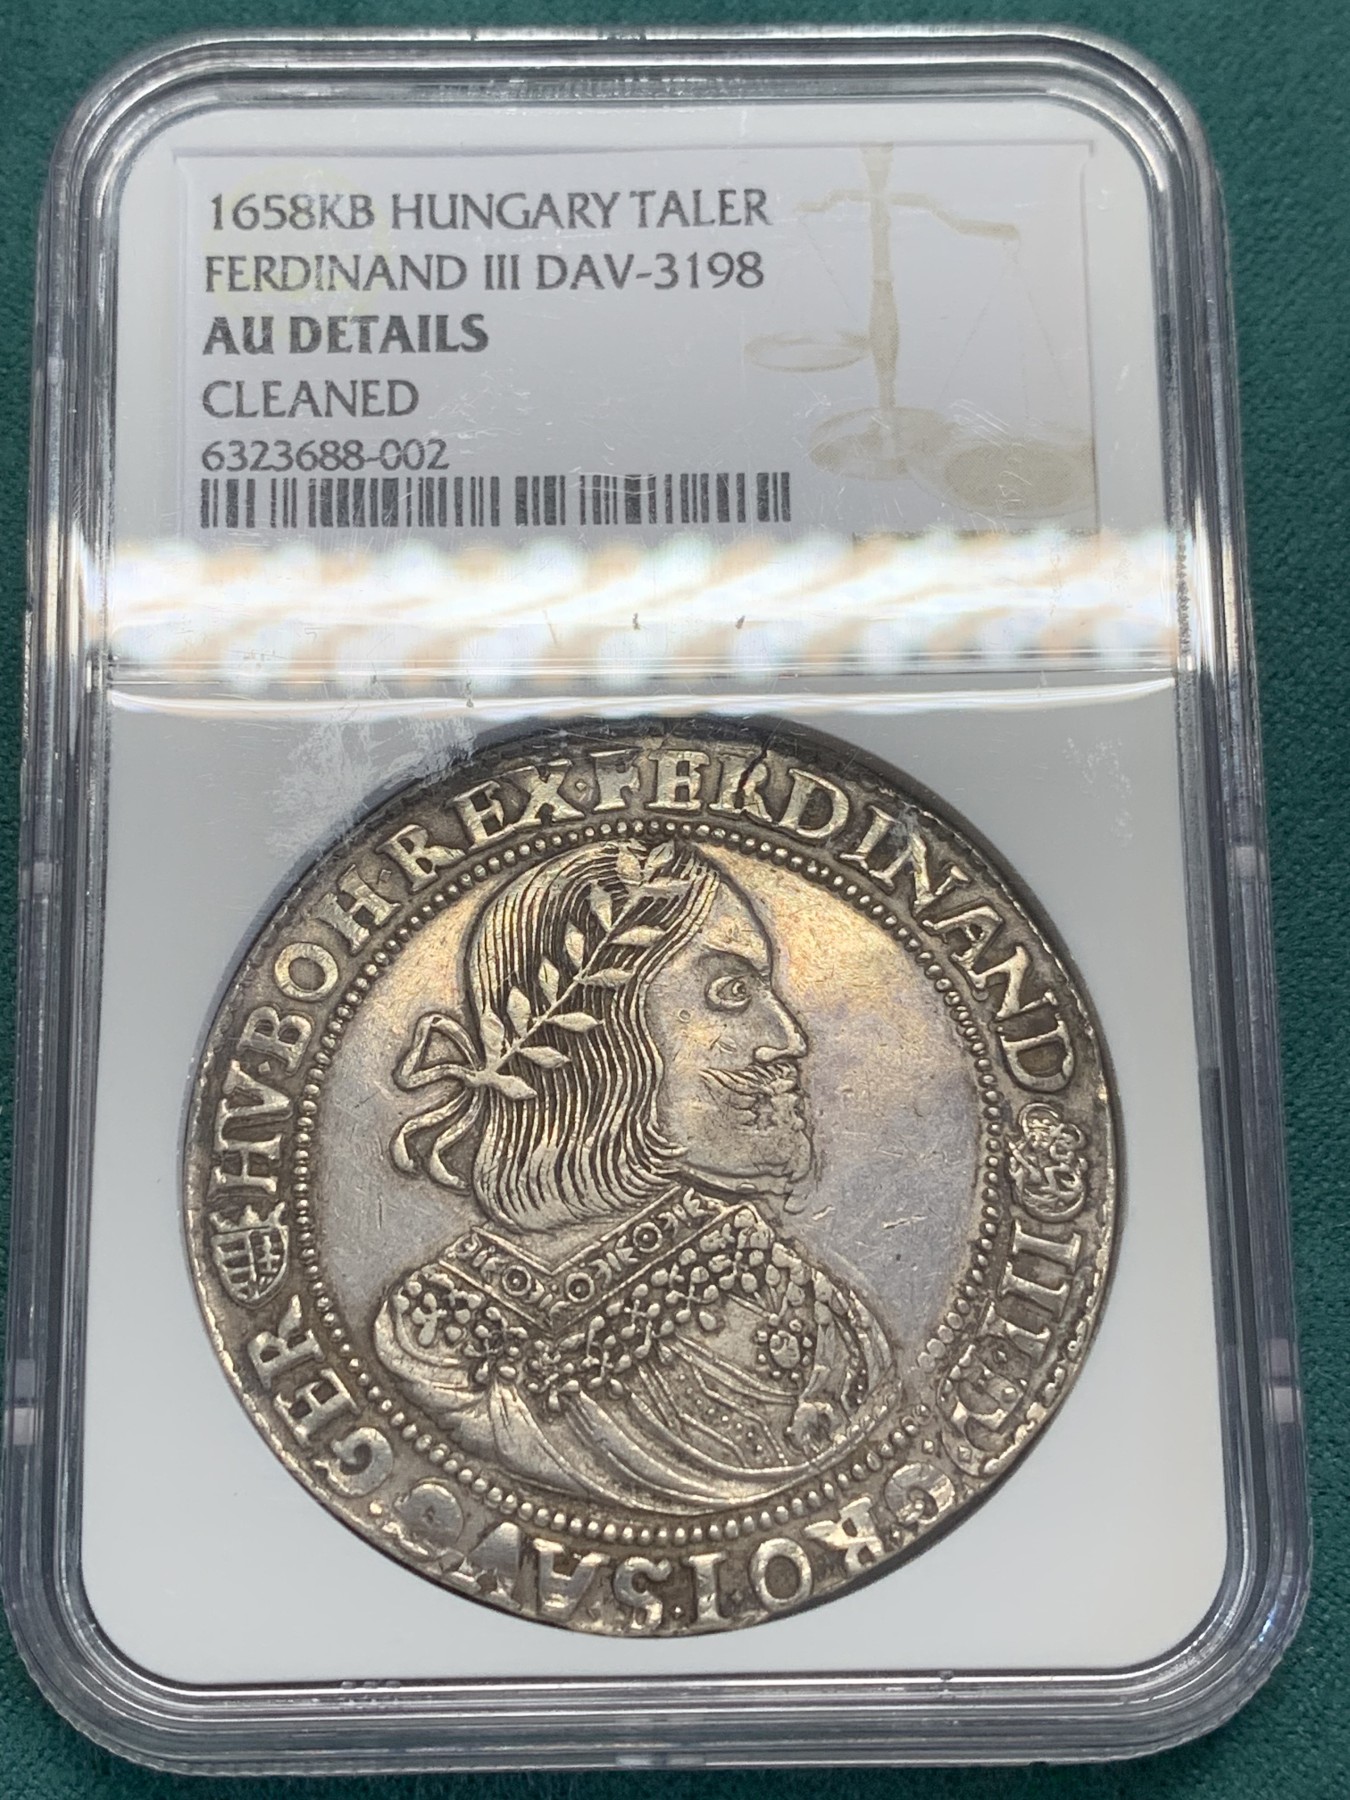 1658KB HUNGARY TALER
FERDINAND III DAV-3198
AU DETAILS
CLEANED
6323688-002
FERDINAND III D G RO I S AVG GER HV BOH REX